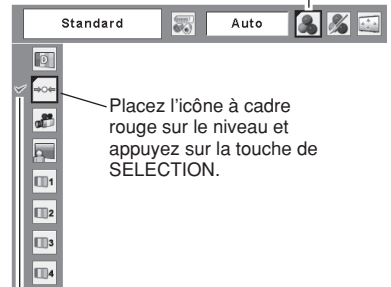 Standard Auto
D
Placez l'icône à cadre
rouge sur le niveau et
appuyez sur la touche de
SELECTION.
1
2
3
4